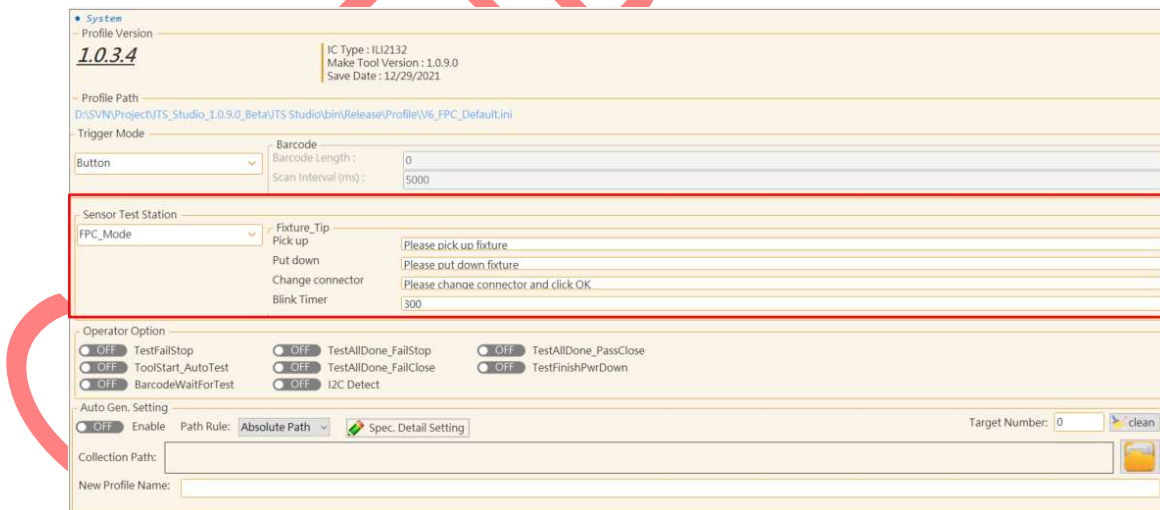 System
Profile Version
1.0.3.4
IC Type : ILI2132
Make Tool Version : 1.0.9.0
Save Date : 12/29/2021
Profile Path
D:\SVN\Project\ITS_Studio_1.0.9.0_Beta\ITS Studio\bin\Release\Profile\V6_FPC_Default.ini
Trigger Mode
Button
Barcode
Barcode Length : 0
Scan Interval (ms) : 5000
Sensor Test Station
FPC_Mode
Fixture_Tip
Pick up Please pick up fixture
Put down Please put down fixture
Change connector Please change connector and click OK
Blink Timer 300
Operator Option
OFF TestFailStop OFF TestAllDone_FailStop OFF TestAllDone_PassClose
OFF ToolStart_AutoTest OFF TestAllDone_FailClose OFF TestFinishPwrDown
OFF BarcodeWaitForTest OFF I2C Detect
Auto Gen. Setting
OFF Enable Path Rule: Absolute Path Spec. Detail Setting Target Number: 0 clean
Collection Path:
New Profile Name: